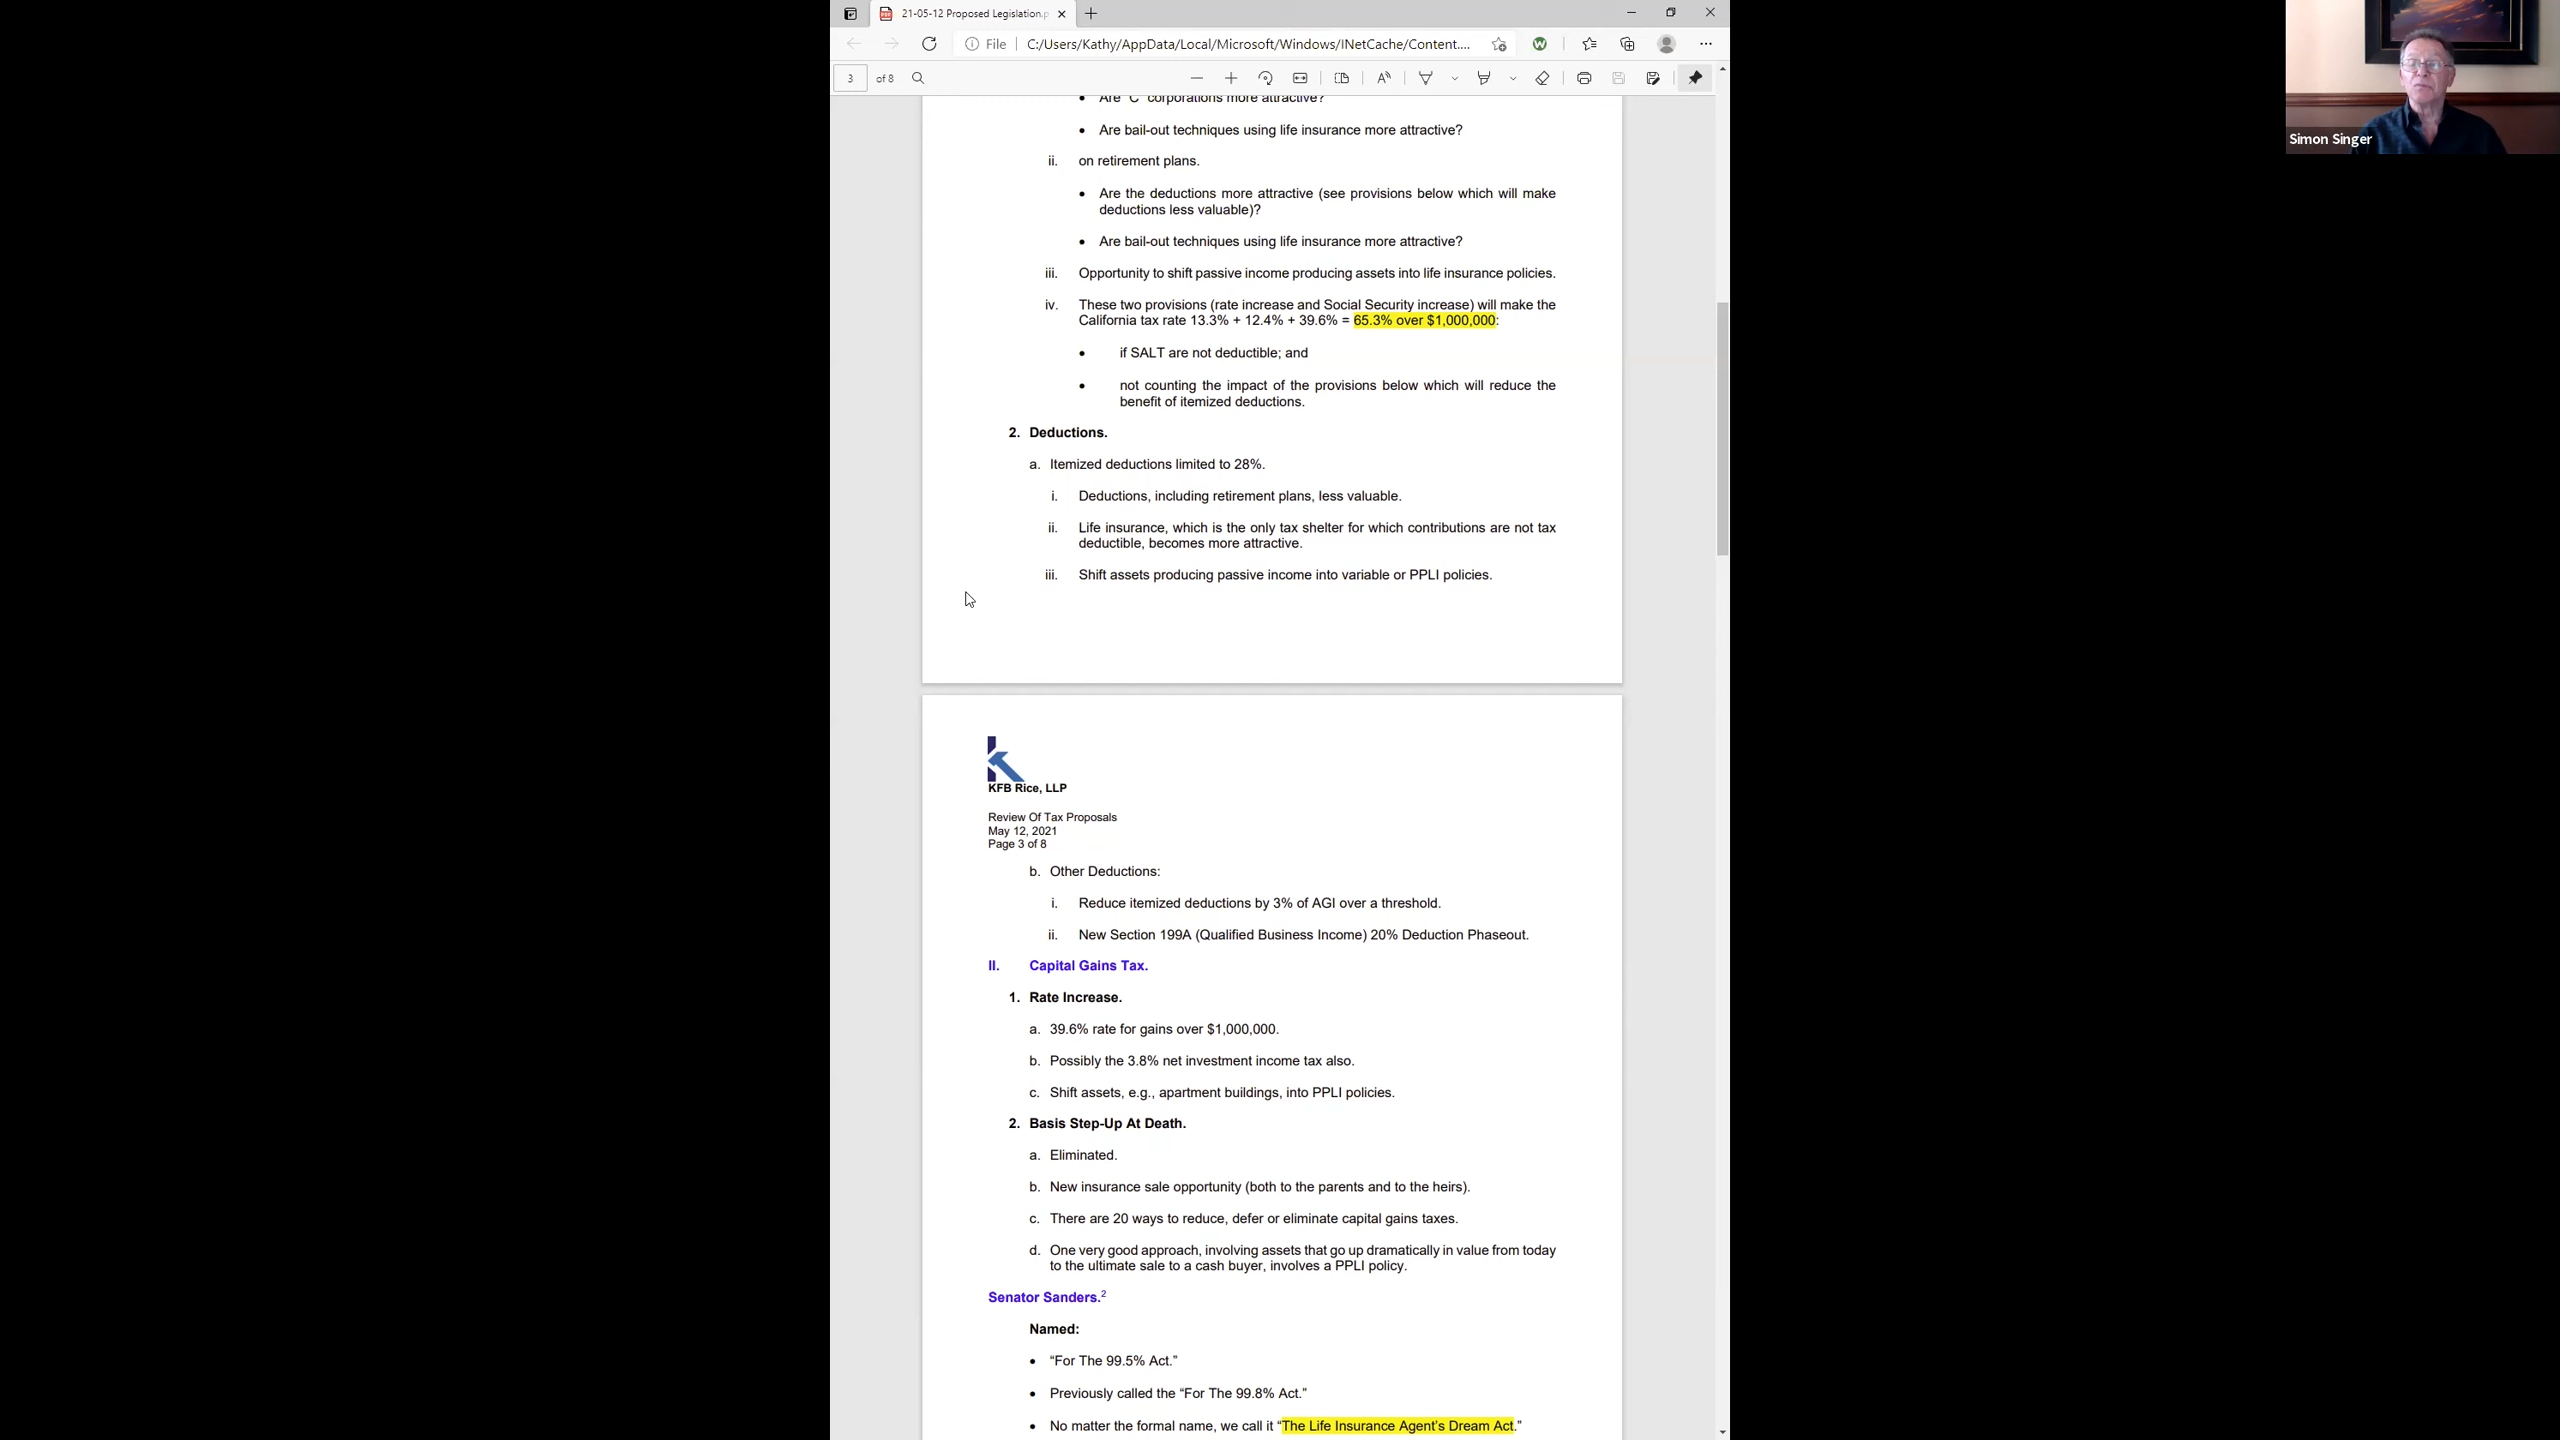 21-05-12 Proposed Legislation.p
File
C:/Users/Kathy/AppData/Local/Microsoft/Windows/INetCache/Content....
3 of 8
• Are "C" corporations more attractive?
• Are bail-out techniques using life insurance more attractive?
ii. on retirement plans.
• Are the deductions more attractive (see provisions below which will make
deductions less valuable)?
• Are bail-out techniques using life insurance more attractive?
iii. Opportunity to shift passive income producing assets into life insurance policies.
iv. These two provisions (rate increase and Social Security increase) will make the
California tax rate 13.3% + 12.4% + 39.6% = 65.3% over $1,000,000:
• if SALT are not deductible; and
• not counting the impact of the provisions below which will reduce the
benefit of itemized deductions.
2. Deductions.
a. Itemized deductions limited to 28%.
i. Deductions, including retirement plans, less valuable.
ii. Life insurance, which is the only tax shelter for which contributions are not tax
deductible, becomes more attractive.
iii. Shift assets producing passive income into variable or PPLI policies.
KFB Rice, LLP
Review Of Tax Proposals
May 12, 2021
Page 3 of 8
b. Other Deductions:
i. Reduce itemized deductions by 3% of AGI over a threshold.
ii. New Section 199A (Qualified Business Income) 20% Deduction Phaseout.
II. Capital Gains Tax.
1. Rate Increase.
a. 39.6% rate for gains over $1,000,000.
b. Possibly the 3.8% net investment income tax also.
c. Shift assets, e.g., apartment buildings, into PPLI policies.
2. Basis Step-Up At Death.
a. Eliminated.
b. New insurance sale opportunity (both to the parents and to the heirs).
c. There are 20 ways to reduce, defer or eliminate capital gains taxes.
d. One very good approach, involving assets that go up dramatically in value from today
to the ultimate sale to a cash buyer, involves a PPLI policy.
Senator Sanders.2
Named:
• “For The 99.5% Act.”
• Previously called the “For The 99.8% Act.”
• No matter the formal name, we call it “The Life Insurance Agent’s Dream Act.”
Simon Singer